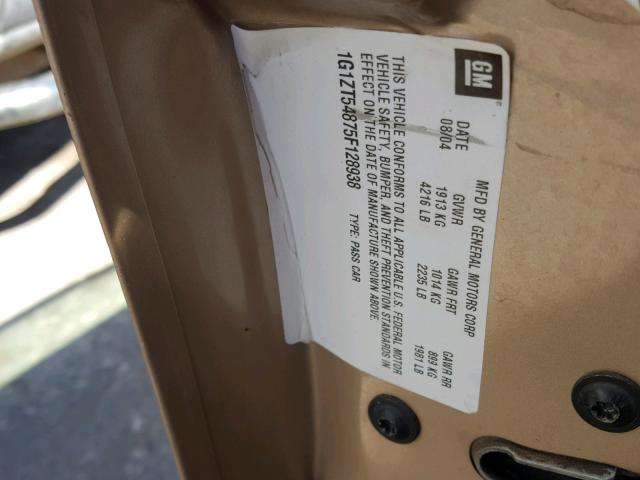 GM
MFD BY GENERAL MOTORS CORP
DATE GVWR GAWR FRT GAWR RR
08/04 1913 KG 1014 KG 899 KG
4216 LB 2235 LB 1981 LB
THIS VEHICLE CONFORMS TO ALL APPLICABLE U.S. FEDERAL MOTOR
VEHICLE SAFETY, BUMPER, AND THEFT PREVENTION STANDARDS IN
EFFECT ON THE DATE OF MANUFACTURE SHOWN ABOVE.
1G1ZT54875F128938 TYPE: PASS CAR